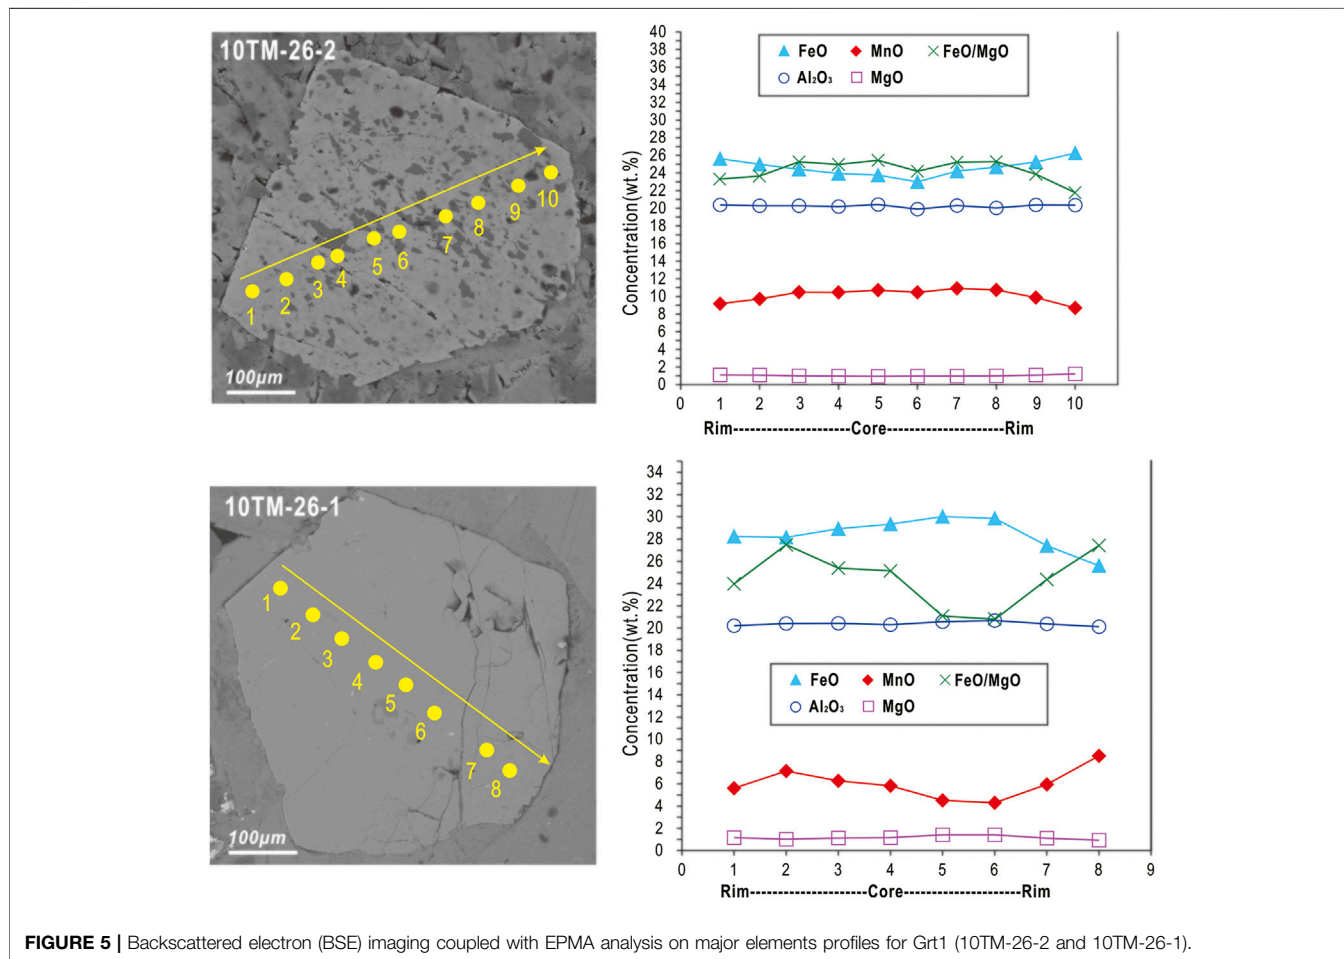 10TM-26-2
1 2 3 4 5 6 7 8 9 10
100µm
Concentration(wt.%)
40
38
36
34
32
30
28
26
24
22
20
18
16
14
12
10
8
6
4
2
0
FeO MnO FeO/MgO
Al₂O₃ MgO
0 1 2 3 4 5 6 7 8 9 10
Rim---------------------Core---------------------Rim
10TM-26-1
1 2 3 4 5 6 7 8
100µm
Concentration(wt.%)
34
32
30
28
26
24
22
20
18
16
14
12
10
8
6
4
2
0
FeO MnO FeO/MgO
Al₂O₃ MgO
0 1 2 3 4 5 6 7 8 9
Rim---------------------Core---------------------Rim
FIGURE 5 | Backscattered electron (BSE) imaging coupled with EPMA analysis on major elements profiles for Grt1 (10TM-26-2 and 10TM-26-1).